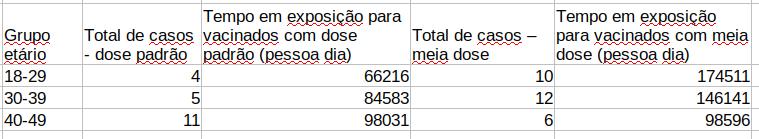 Grupo etário	Total de casos - dose padrão	Tempo em exposição para vacinados com dose padrão (pessoa dia)	Total de casos – meia dose	Tempo em exposição para vacinados com meia dose (pessoa dia)
18-29	4	66216	10	174511
30-39	5	84583	12	146141
40-49	11	98031	6	98596